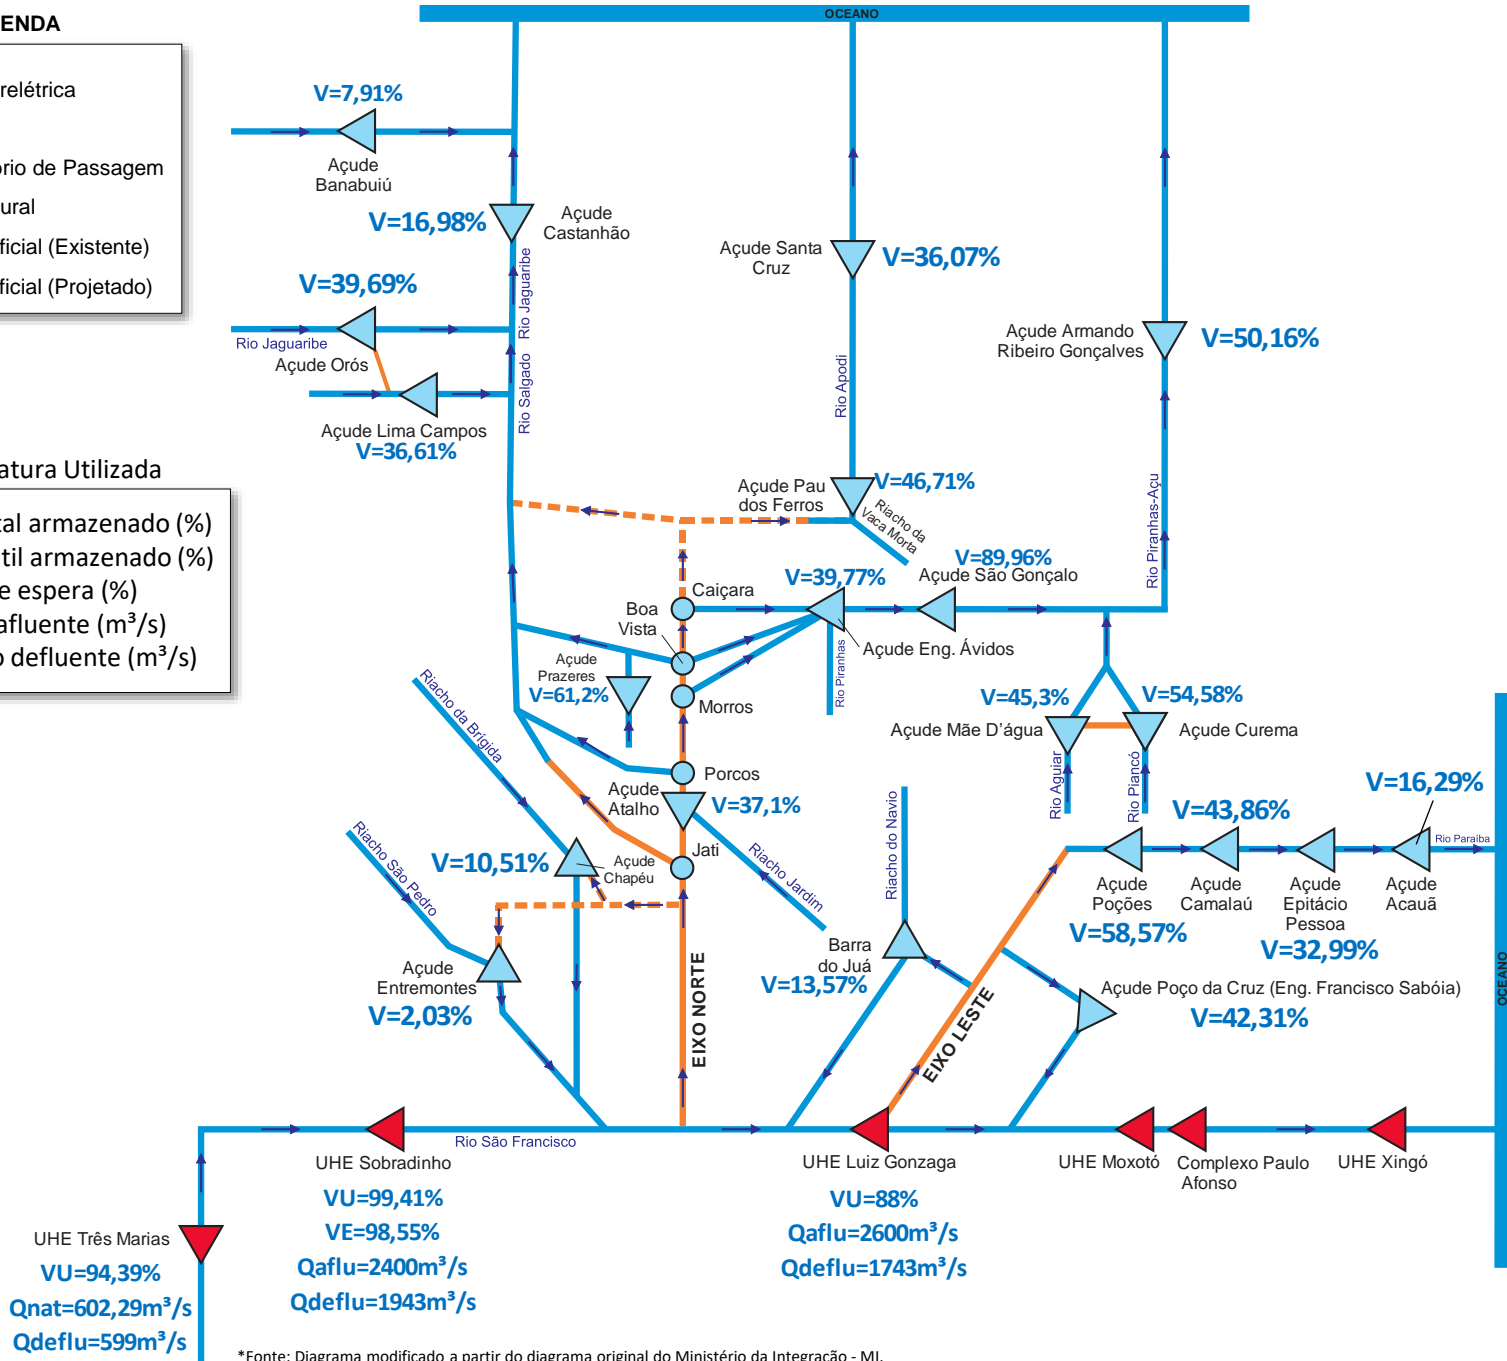 OCEANO
ENDA
relétrica
ório de Passagem
ural
ficial (Existente)
ficial (Projetado)
V=7,91%
Açude
Banabuiú
V=16,98%
Açude
Castanhão
Rio Jaguaribe
V=39,69%
Rio Jaguaribe
Açude Orós
Rio Salgado
Açude Lima Campos
V=36,61%
Açude Santa
Cruz
V=36,07%
Rio Apodi
Açude Armando
Ribeiro Gonçalves
V=50,16%
Rio Piranhas-Açu
atura Utilizada
tal armazenado (%)
til armazenado (%)
e espera (%)
afluente (m³/s)
o defluente (m³/s)
Açude Pau
dos Ferros
V=46,71%
Riacho da
Vaca Morta
V=89,96%
Açude São Gonçalo
V=39,77%
Açude Eng. Ávidos
Rio Piranhas
Caiçara
Boa
Vista
Morros
Açude
Prazeres
V=61,2%
Porcos
Açude
Atalho
V=37,1%
Jati
Riacho Jardim
Riacho da Brígida
Riacho São Pedro
V=10,51%
Açude
Chapéu
Açude
Entremontes
V=2,03%
EIXO NORTE
V=45,3%
Açude Mãe D'água
V=54,58%
Açude Curema
Rio Aguiar
Rio Piancó
V=16,29%
V=43,86%
Rio Paraiba
Açude
Poções
V=58,57%
Açude
Camalaú
Açude
Epitácio
Pessoa
V=32,99%
Açude
Acauã
Riacho do Navio
Barra
do Juá
V=13,57%
EIXO LESTE
Açude Poço da Cruz (Eng. Francisco Sabóia)
V=42,31%
OCEANO
Rio São Francisco
UHE Sobradinho
VU=99,41%
VE=98,55%
Qaflu=2400m³/s
Qdeflu=1943m³/s
UHE Luiz Gonzaga
VU=88%
Qaflu=2600m³/s
Qdeflu=1743m³/s
UHE Moxotó
Complexo Paulo
Afonso
UHE Xingó
UHE Três Marias
VU=94,39%
Qnat=602,29m³/s
Qdeflu=599m³/s
*Fonte: Diagrama modificado a partir do diagrama original do Ministério da Integração - MI.